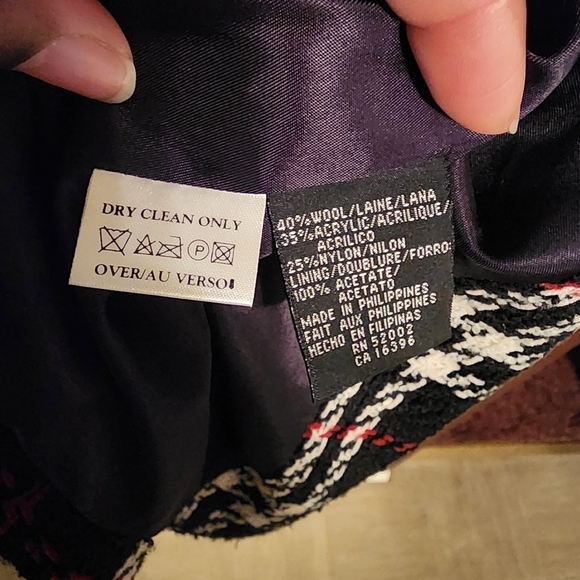 DRY CLEAN ONLY
P
OVER/AU VERSO
40%WOOL/LAINE/LANA
35%ACRYLIC/ACRILIQUE/
ACRILICO
25%NYLON/NILON
LINING/DOUBLURE/FORRO:
100% ACETATE/
ACETATO
MADE IN PHILIPPINES
FAIT AUX PHILIPPINES
HECHO EN FILIPINAS
RN 52002
CA 16396